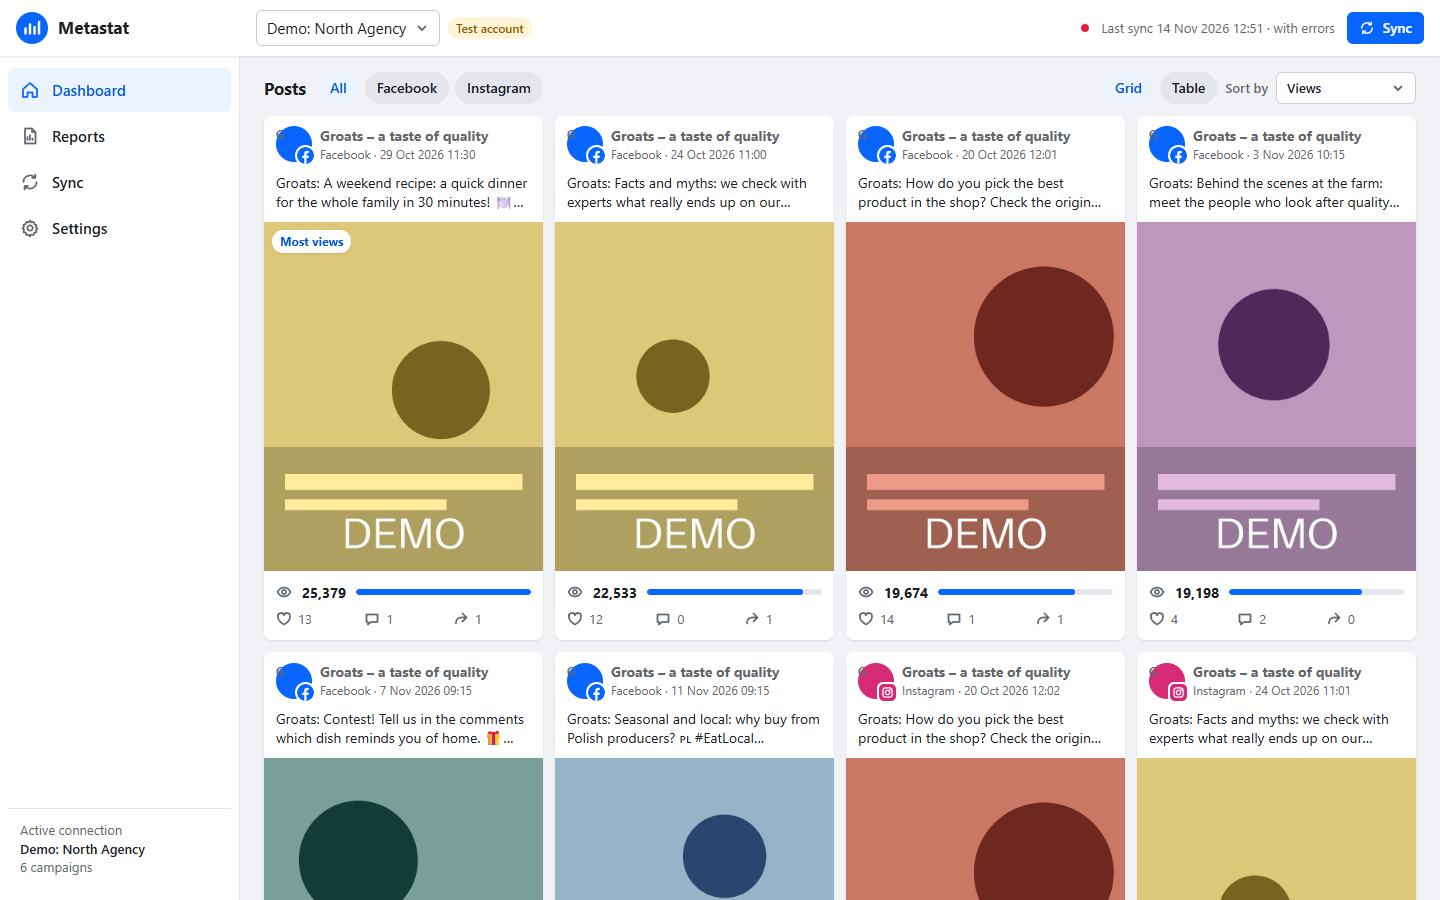 Metastat
Demo: North Agency
Test account
Last sync 14 Nov 2026 12:51 · with errors
Sync
Dashboard
Reports
Sync
Settings
Active connection
Demo: North Agency
6 campaigns
Posts
All
Facebook
Instagram
Grid
Table
Sort by
Views
Groats – a taste of quality
Facebook · 29 Oct 2026 11:30
Groats: A weekend recipe: a quick dinner
for the whole family in 30 minutes! 🍽️ ...
Most views
DEMO
25,379
13
1
1
Groats – a taste of quality
Facebook · 24 Oct 2026 11:00
Groats: Facts and myths: we check with
experts what really ends up on our...
DEMO
22,533
12
0
1
Groats – a taste of quality
Facebook · 20 Oct 2026 12:01
Groats: How do you pick the best
product in the shop? Check the origin...
DEMO
19,674
14
1
1
Groats – a taste of quality
Facebook · 3 Nov 2026 10:15
Groats: Behind the scenes at the farm:
meet the people who look after quality...
DEMO
19,198
4
2
0
Groats – a taste of quality
Facebook · 7 Nov 2026 09:15
Groats: Contest! Tell us in the comments
which dish reminds you of home. 🎁 ...
Groats – a taste of quality
Facebook · 11 Nov 2026 09:15
Groats: Seasonal and local: why buy from
Polish producers? 🇵🇱 #EatLocal...
Groats – a taste of quality
Instagram · 20 Oct 2026 12:02
Groats: How do you pick the best
product in the shop? Check the origin...
Groats – a taste of quality
Instagram · 24 Oct 2026 11:01
Groats: Facts and myths: we check with
experts what really ends up on our...